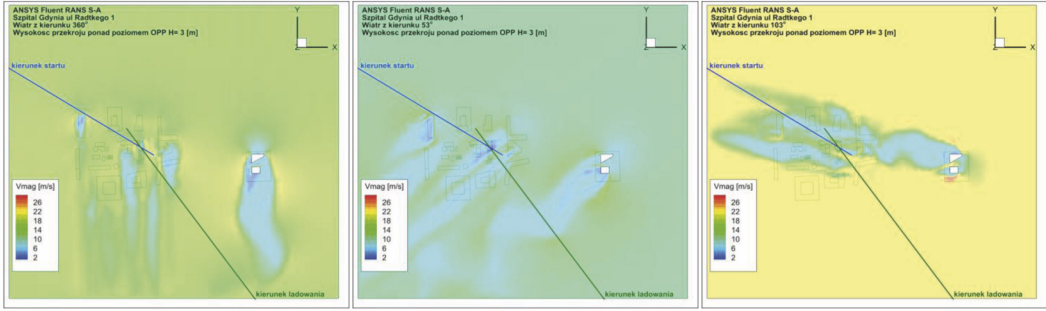 ANSYS Fluent RANS S-A
Szpital Gdynia ul Radtkego 1
Wiatr z kierunku 360°
Wysokosc przekroju ponad poziomem OPP H= 3 [m]
Y
Z X
kierunek startu
Vmag [m/s]
26
22
18
14
10
6
2
kierunek ladowania
ANSYS Fluent RANS S-A
Szpital Gdynia ul Radtkego 1
Wiatr z kierunku 53°
Wysokosc przekroju ponad poziomem OPP H= 3 [m]
Y
Z X
kierunek startu
Vmag [m/s]
26
22
18
14
10
6
2
kierunek ladowania
ANSYS Fluent RANS S-A
Szpital Gdynia ul Radtkego 1
Wiatr z kierunku 103°
Wysokosc przekroju ponad poziomem OPP H= 3 [m]
Y
Z X
kierunek startu
Vmag [m/s]
26
22
18
14
10
6
2
kierunek ladowania